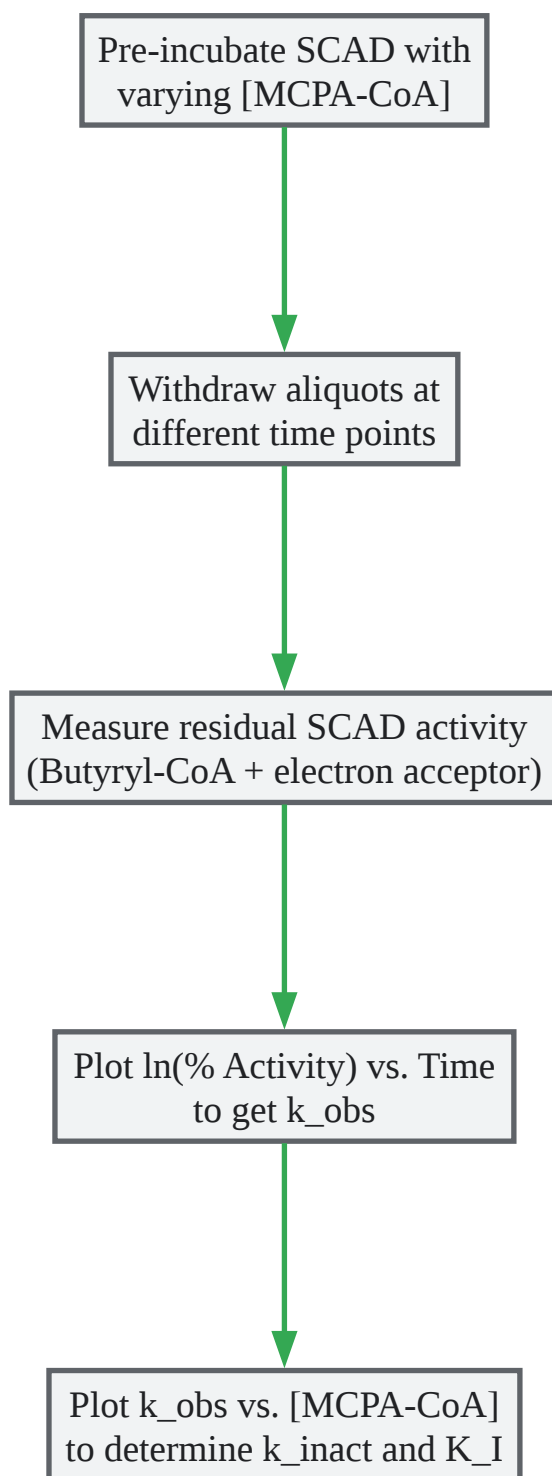 Pre-incubate SCAD with
varying [MCPA-CoA]
Withdraw aliquots at
different time points
Measure residual SCAD activity
(Butyryl-CoA + electron acceptor)
Plot ln(% Activity) vs. Time
to get k_obs
Plot k_obs vs. [MCPA-CoA]
to determine k_inact and K_I